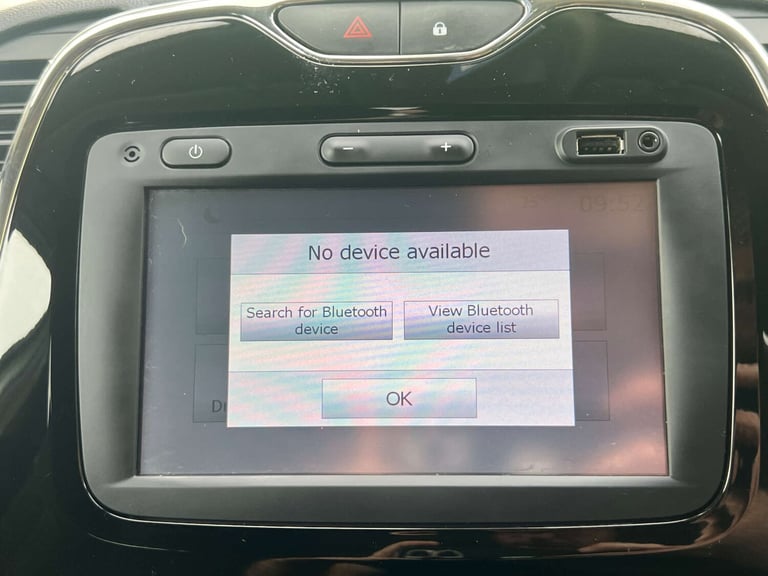 09:52
No device available
Search for Bluetooth
device
View Bluetooth
device list
OK